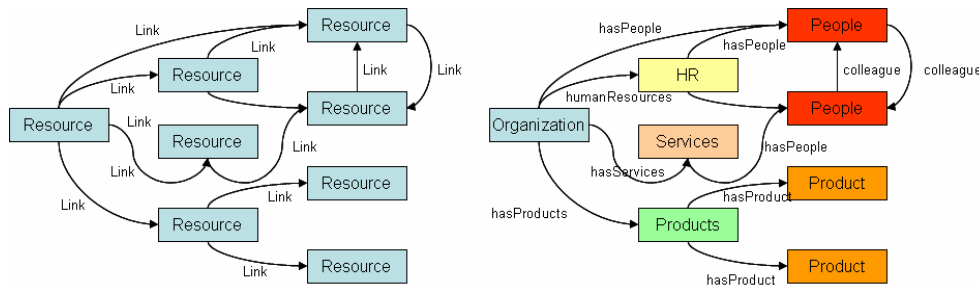 Resource
Link
Link
Link
Resource
Link
Link
Resource
Link
Resource
Link
Resource
Link
Link
Resource
Link
Resource
Link
Resource
Link
Resource
People
hasPeople
hasPeople
HR
colleague
colleague
humanResources
People
Organization
Services
hasPeople
hasServices
Product
hasProduct
hasProducts
Products
Product
hasProduct